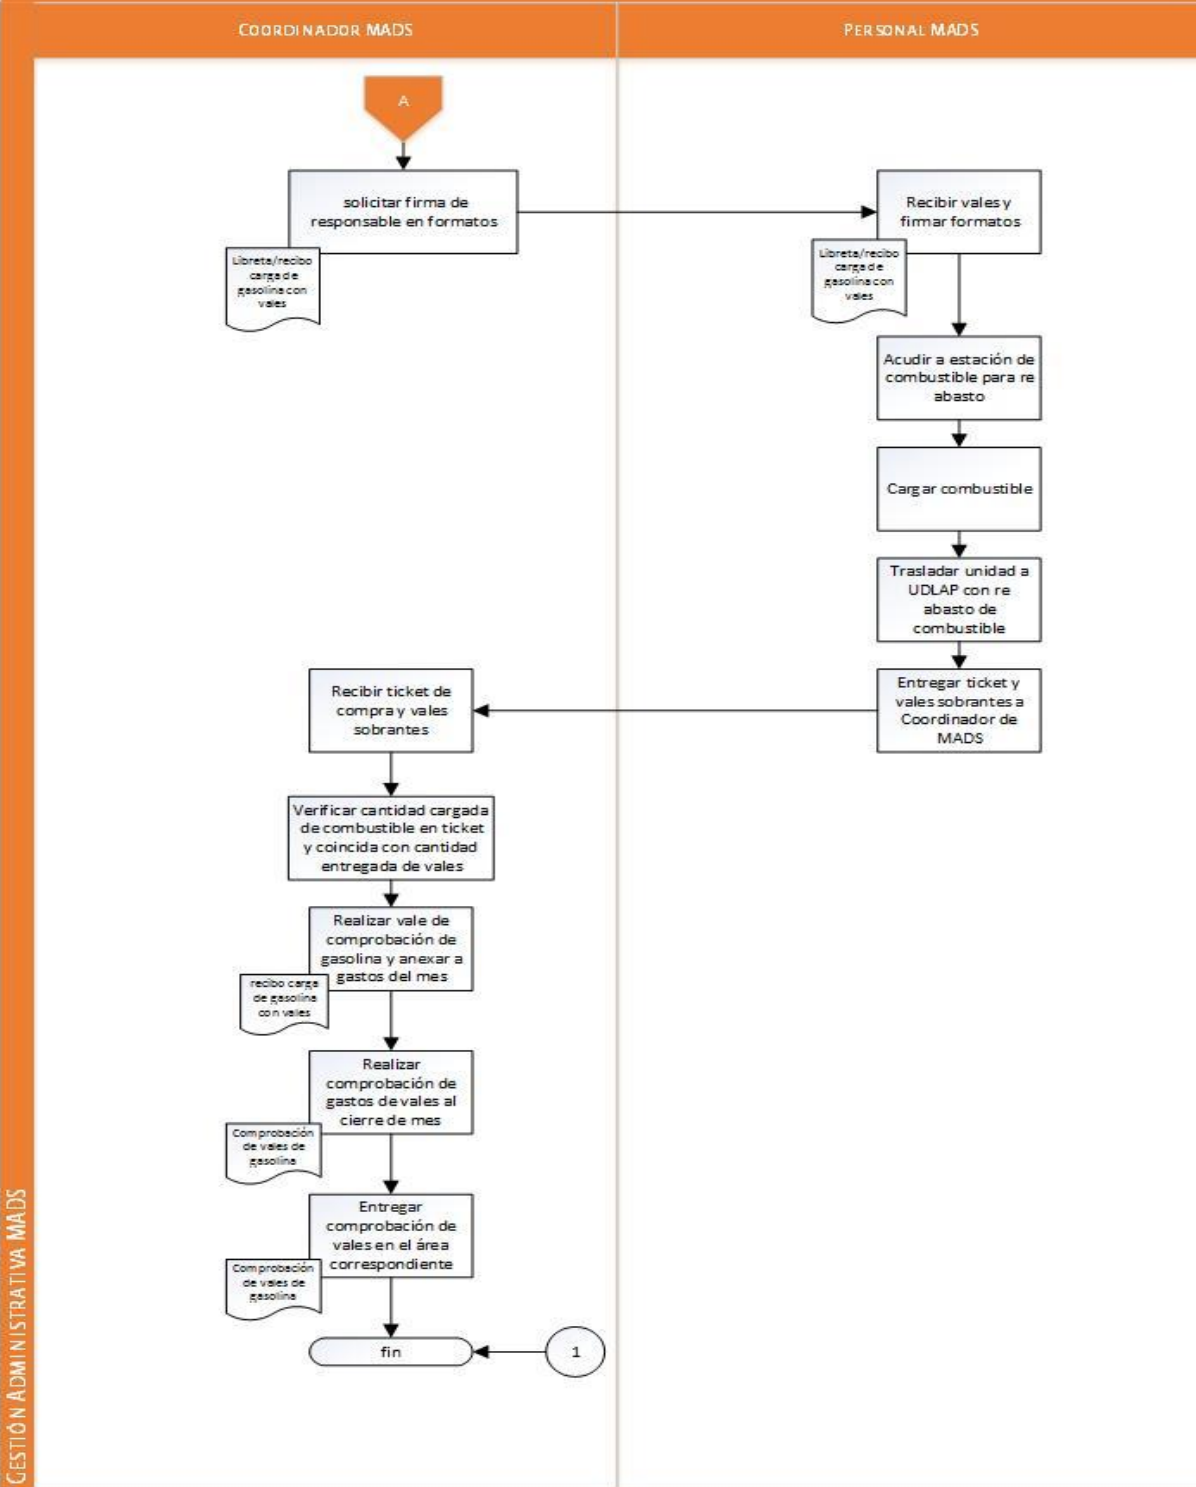 COORDINADOR MADS
PERSONAL MADS
A
solicitar firma de
responsable en formatos
Libreta/recibo
carga de
gasolina con
vales
Recibir vales y
firmar formatos
Libreta/recibo
carga de
gasolina con
vales
Acudir a estación de
combustible para re
abasto
Cargar combustible
Trasladar unidad a
UDLAP con re
abasto de
combustible
Entregar ticket y
vales sobrantes a
Coordinador de
MADS
Recibir ticket de
compra y vales
sobrantes
Verificar cantidad cargada
de combustible en ticket
y coincida con cantidad
entregada de vales
Realizar vale de
comprobación de
gasolina y anexar a
gastos del mes
recibo carga
de gasolina
con vales
Realizar
comprobación de
gastos de vales al
cierre de mes
Comprobación
de vales de
gasolina
Entregar
comprobación de
vales en el área
correspondiente
Comprobación
de vales de
gasolina
fin
1
GESTIÓN ADMINISTRATIVA MADS